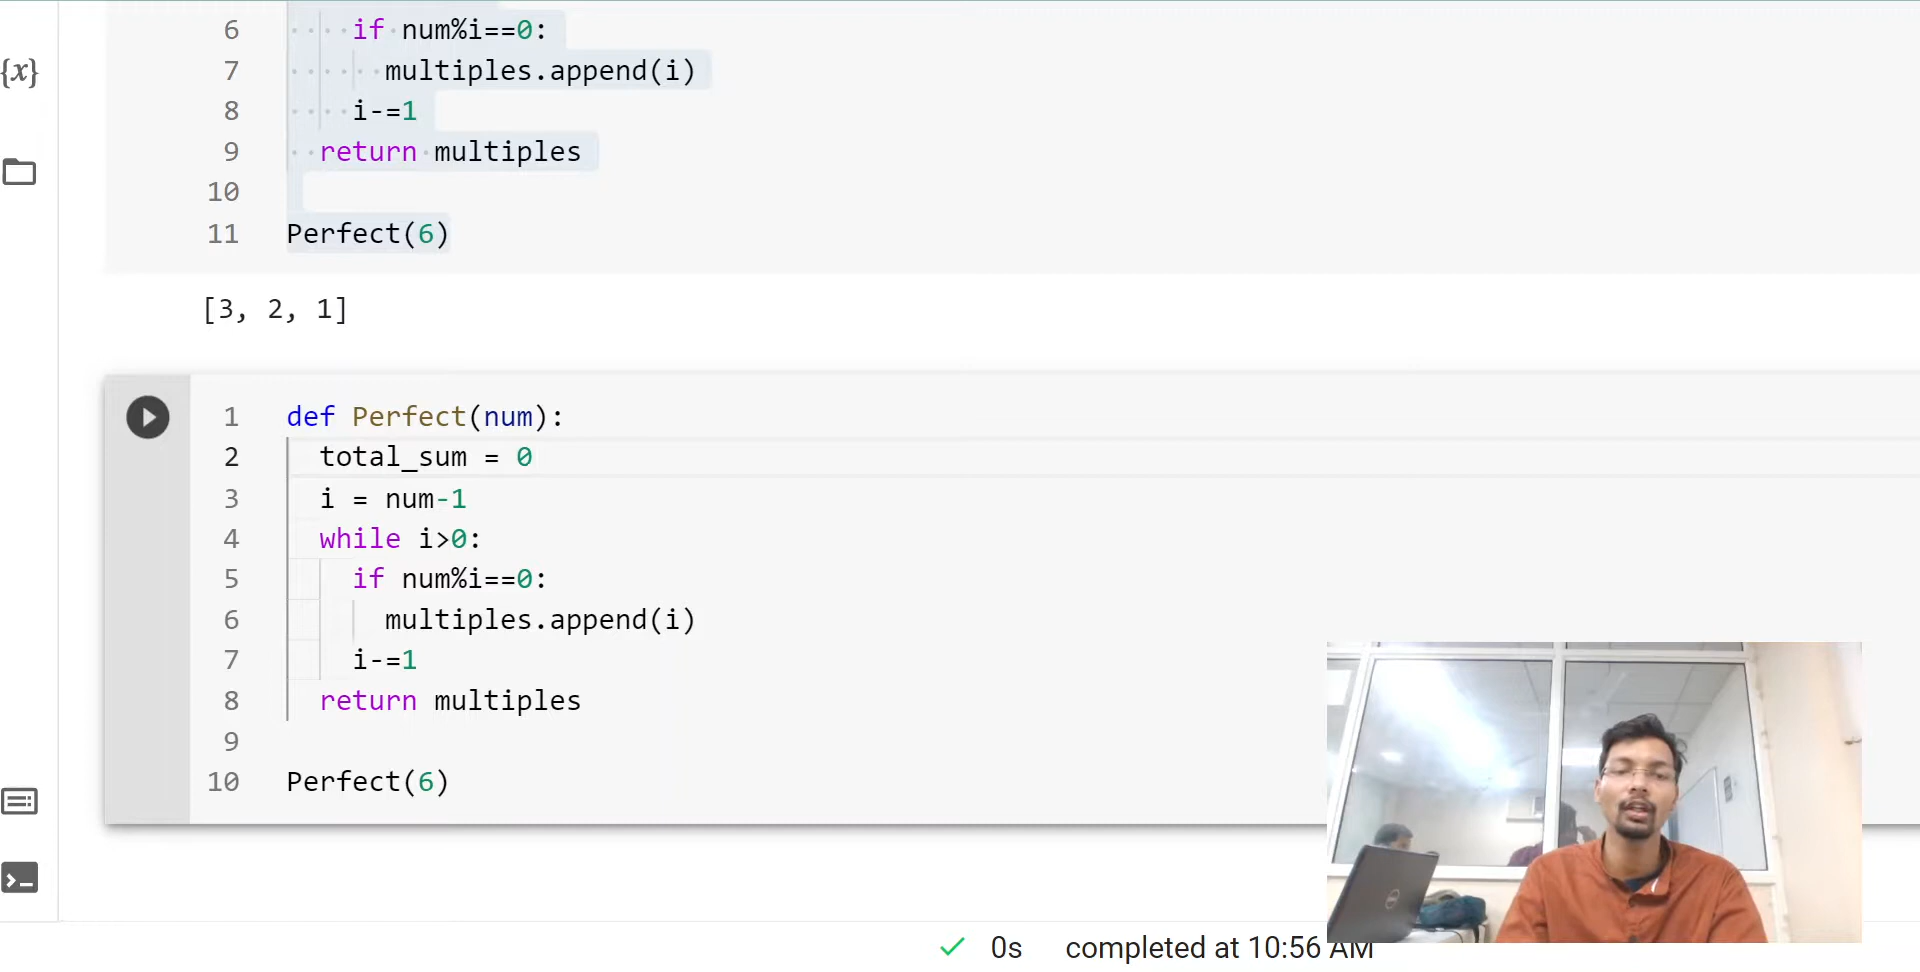 {x}
6 if num%i==0:
7 multiples.append(i)
8 i-=1
9 return multiples
10
11 Perfect(6)
[3, 2, 1]
1 def Perfect(num):
2 total_sum = 0
3 i = num-1
4 while i>0:
5 if num%i==0:
6 multiples.append(i)
7 i-=1
8 return multiples
9
10 Perfect(6)
0s completed at 10:56 AM